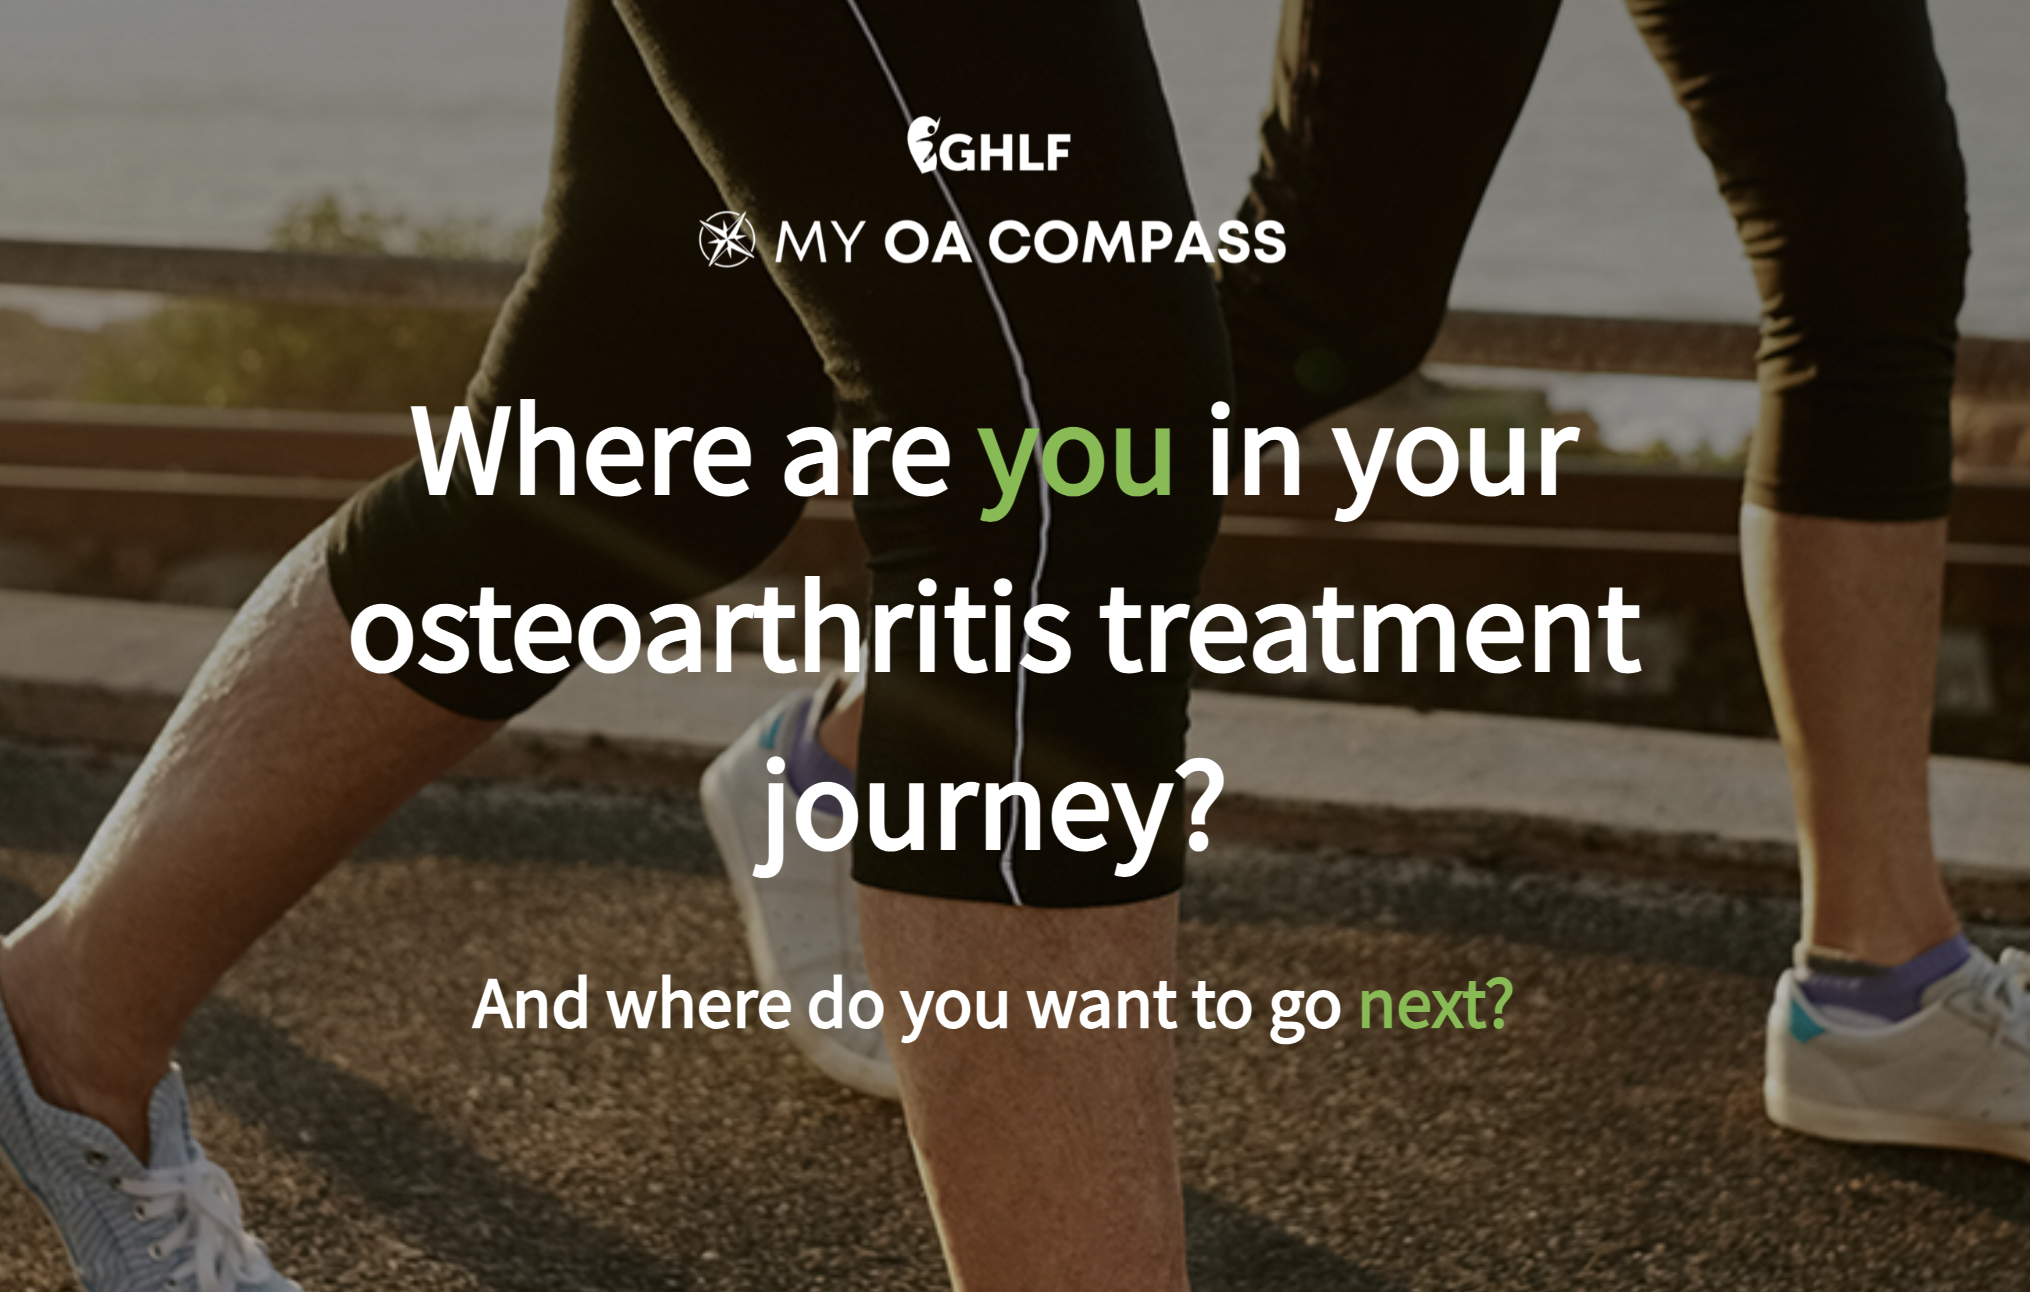 GHLF
MY OA COMPASS
Where are you in your
osteoarthritis treatment
journey?
And where do you want to go next?